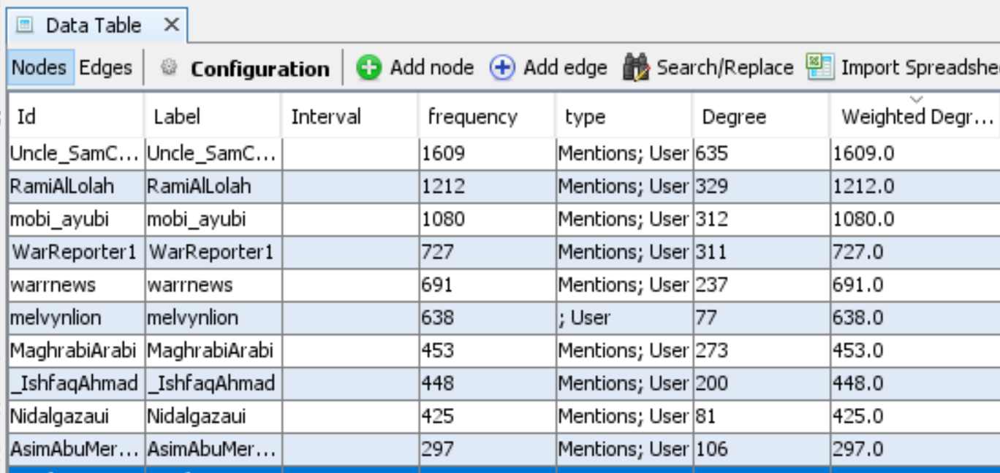 Data Table
Nodes Edges Configuration Add node Add edge Search/Replace Import Spreadshe
Id Label Interval frequency type Degree Weighted Degr...
Uncle_SamC... Uncle_SamC... 1609 Mentions; User 635 1609.0
RamiAlLolah RamiAlLolah 1212 Mentions; User 329 1212.0
mobi_ayubi mobi_ayubi 1080 Mentions; User 312 1080.0
WarReporter1 WarReporter1 727 Mentions; User 311 727.0
warrnews warrnews 691 Mentions; User 237 691.0
melvynlion melvynlion 638 ; User 77 638.0
MaghrabiArabi MaghrabiArabi 453 Mentions; User 273 453.0
_IshfaqAhmad _IshfaqAhmad 448 Mentions; User 200 448.0
Nidalgazaui Nidalgazaui 425 Mentions; User 81 425.0
AsimAbuMer... AsimAbuMer... 297 Mentions; User 106 297.0